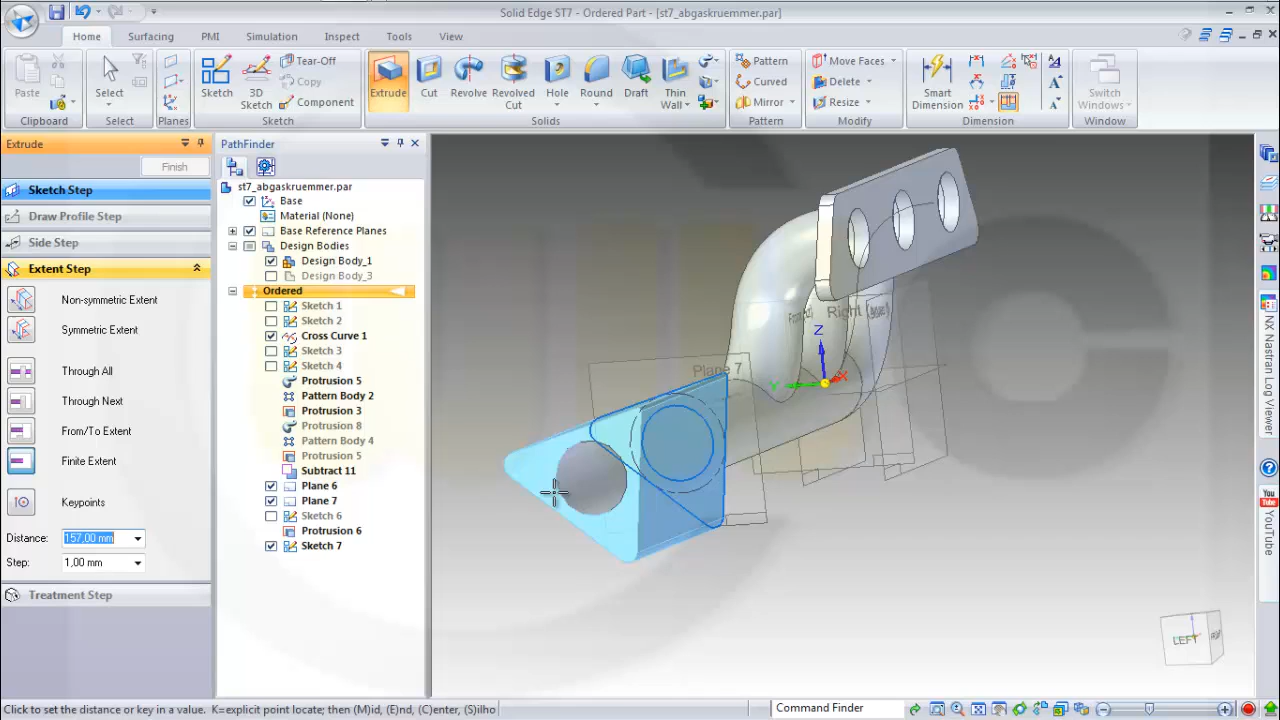 Solid Edge ST7 - Ordered Part - [st7_abgaskruemmer.par]
Home
Surfacing
PMI
Simulation
Inspect
Tools
View
Paste
Clipboard
Select
Select
Planes
Sketch
3D
Sketch
Tear-Off
Copy
Component
Sketch
Extrude
Cut
Revolve
Revolved
Cut
Hole
Round
Draft
Thin
Wall
Solids
Pattern
Curved
Mirror
Pattern
Move Faces
Delete
Resize
Modify
Smart
Dimension
Dimension
Switch
Windows
Window
Extrude
Finish
Sketch Step
Draw Profile Step
Side Step
Extent Step
Non-symmetric Extent
Symmetric Extent
Through All
Through Next
From/To Extent
Finite Extent
Keypoints
Distance: 157,00 mm
Step: 1,00 mm
Treatment Step
PathFinder
st7_abgaskruemmer.par
Base
Material (None)
Base Reference Planes
Design Bodies
Design Body_1
Design Body_3
Ordered
Sketch 1
Sketch 2
Cross Curve 1
Sketch 3
Sketch 4
Protrusion 5
Pattern Body 2
Protrusion 3
Protrusion 8
Pattern Body 4
Protrusion 5
Subtract 11
Plane 6
Plane 7
Sketch 6
Protrusion 6
Sketch 7
Right
Z
Y
X
Plane 7
LEFT
NX Nastran Log Viewer
You
Tube
YouTube
Click to set the distance or key in a value. K=explicit point locate; then (M)id, (E)nd, (C)enter, (S)ilho
Command Finder